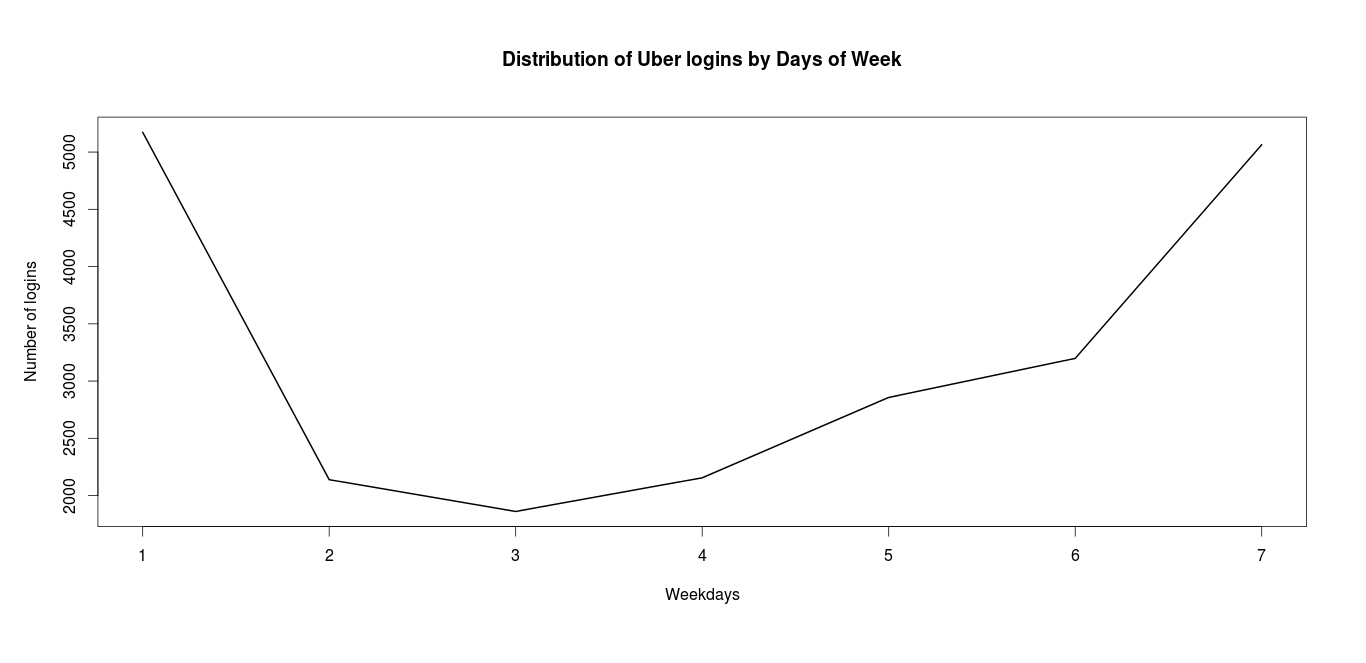 Distribution of Uber logins by Days of Week
Number of logins
5000
4500
4000
3500
3000
2500
2000
1 2 3 4 5 6 7
Weekdays